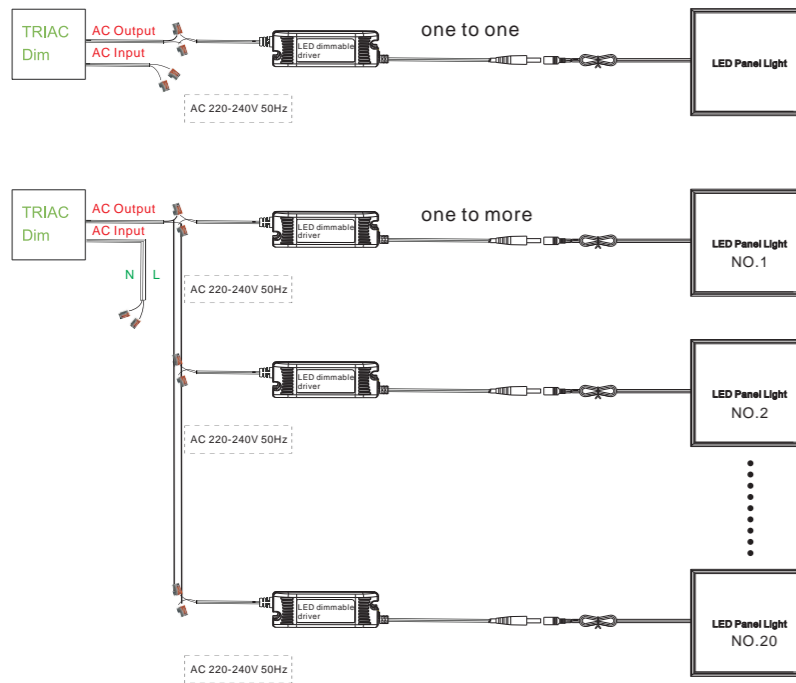 TRIAC
Dim
AC Output
AC Input
LED dimmable
driver
one to one
LED Panel Light
AC 220-240V 50Hz
TRIAC
Dim
AC Output
AC Input
N L
LED dimmable
driver
one to more
LED Panel Light
NO.1
AC 220-240V 50Hz
LED dimmable
driver
LED Panel Light
NO.2
AC 220-240V 50Hz
LED dimmable
driver
LED Panel Light
NO.20
AC 220-240V 50Hz